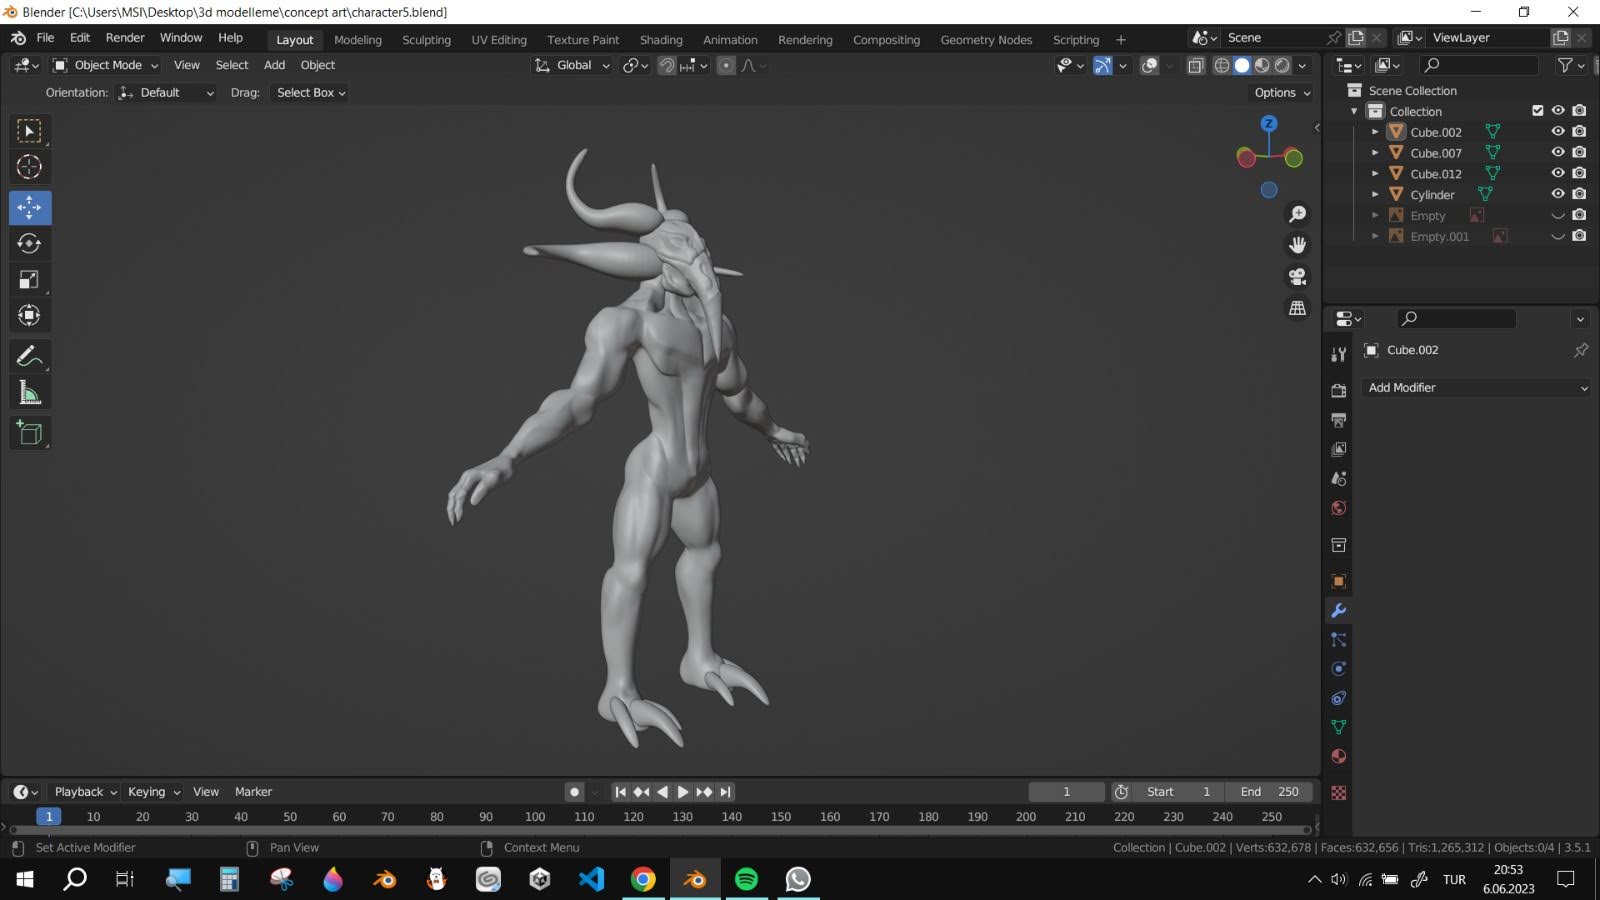 Blender [C:\Users\MSI\Desktop\3d modelleme\concept art\character5.blend]
File Edit Render Window Help Layout Modeling Sculpting UV Editing Texture Paint Shading Animation Rendering Compositing Geometry Nodes Scripting + Scene ViewLayer
Object Mode View Select Add Object Global
Orientation: Default Drag: Select Box Options
Z
Scene Collection
Collection
Cube.002
Cube.007
Cube.012
Cylinder
Empty
Empty.001
Cube.002
Add Modifier
Playback Keying View Marker 1 Start 1 End 250
1 10 20 30 40 50 60 70 80 90 100 110 120 130 140 150 160 170 180 190 200 210 220 230 240 250
Set Active Modifier Pan View Context Menu Collection | Cube.002 | Verts:632,678 | Faces:632,656 | Tris:1,265,312 | Objects:0/4 | 3.5.1
TUR
20:53
6.06.2023